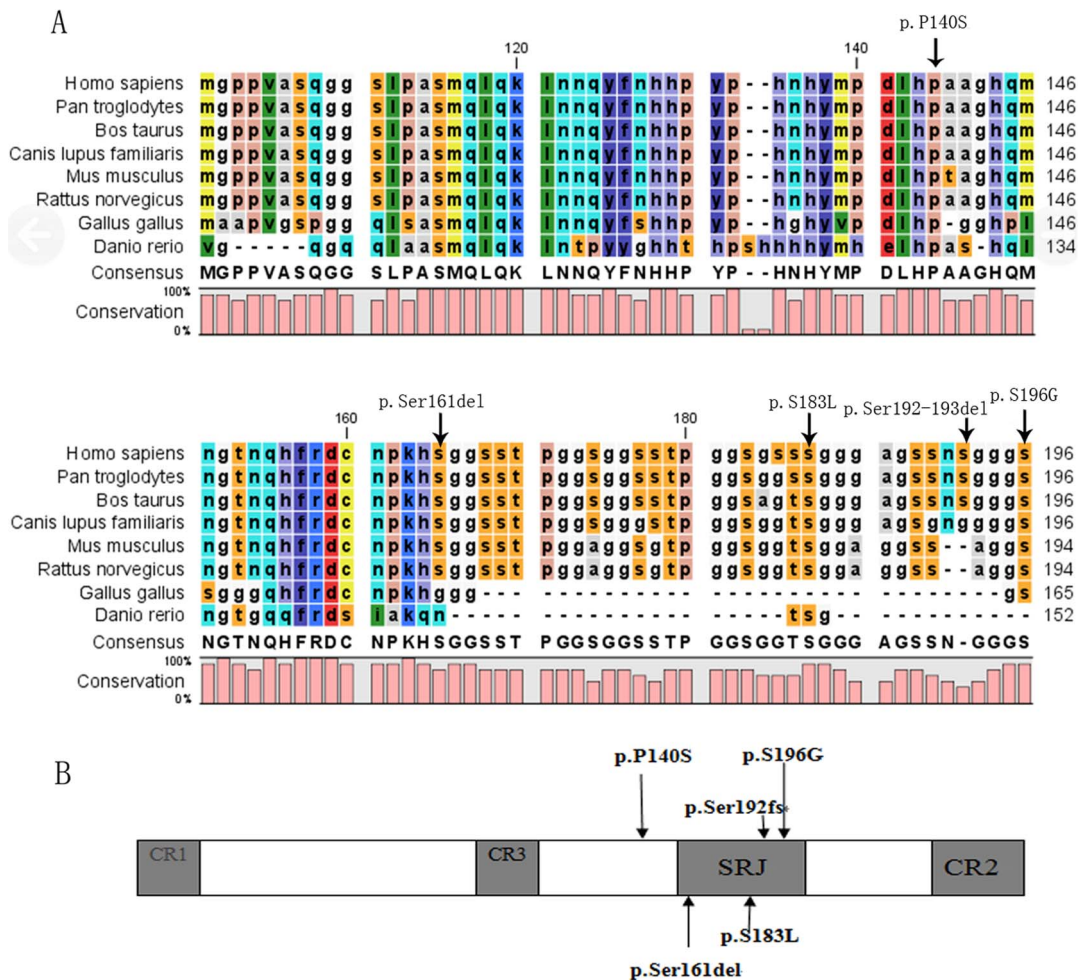 A
p.P140S
120 140
Homo sapiens mgppvasqgg slpasmqlqk lnnqyfnhhp yp--hnhymp dlhpaaghqm 146
Pan troglodytes mgppvasqgg slpasmqlqk lnnqyfnhhp yp--hnhymp dlhpaaghqm 146
Bos taurus mgppvasqgg slpasmqlqk lnnqyfnhhp yp--hnhymp dlhpaaghqm 146
Canis lupus familiaris mgppvasqgg slpasmqlqk lnnqyfnhhp yp--hnhymp dlhpaaghqm 146
Mus musculus mgppvasqgg slpasmqlqk lnnqyfnhhp yp--hnhymp dlhptaghqm 146
Rattus norvegicus mgppvasqgg slpasmqlqk lnnqyfnhhp yp--hnhymp dlhpaaghqm 146
Gallus gallus maapvgspgg qlsasmqlqk lnnqyfshhp yp--hghyvp dlhp-gghpl 146
Danio rerio vg-----qgq qlaasmqlqk lntpyyghht hpshhhhymh elhpas-hql 134
Consensus MGPPVASQGG SLPASMQLQK LNNQYFNHHP YP--HNHYMP DLHPAAGHQM
100%
Conservation
0%
p.Ser161del p.S183L p.Ser192-193del p.S196G
160 180
Homo sapiens ngtnqhfrdc npkhsggsst pggsggsstp ggsgsssggg agssnsgggs 196
Pan troglodytes ngtnqhfrdc npkhsggsst pggsggsstp ggsgsssggg agssnsgggs 196
Bos taurus ngtnqhfrdc npkhsggsst pggsggsstp ggsagtsggg agssnsgggs 196
Canis lupus familiaris ngtnqhfrdc npkhsggsst pggsgggstp ggsggtsggg agsgnggggs 196
Mus musculus ngtnqhfrdc npkhsggsst pggaggsgtp ggsggtsgga ggss--aggs 194
Rattus norvegicus ngtnqhfrdc npkhsggsst pggaggsgtp ggsggtsgga ggss--aggs 194
Gallus gallus sgggqhfrdc npkhggg--- ---------- ---------- --------gs 165
Danio rerio ngtgqqfrds iakqn----- ---------- -----tsg-- ---------- 152
Consensus NGTNQHFRDC NPKHSGGSST PGGSGGSSTP GGSGGTSGGG AGSSN-GGGS
100%
Conservation
0%
B
p.P140S p.S196G
p.Ser192fs
CR1 CR3 SRJ CR2
p.S183L
p.Ser161del